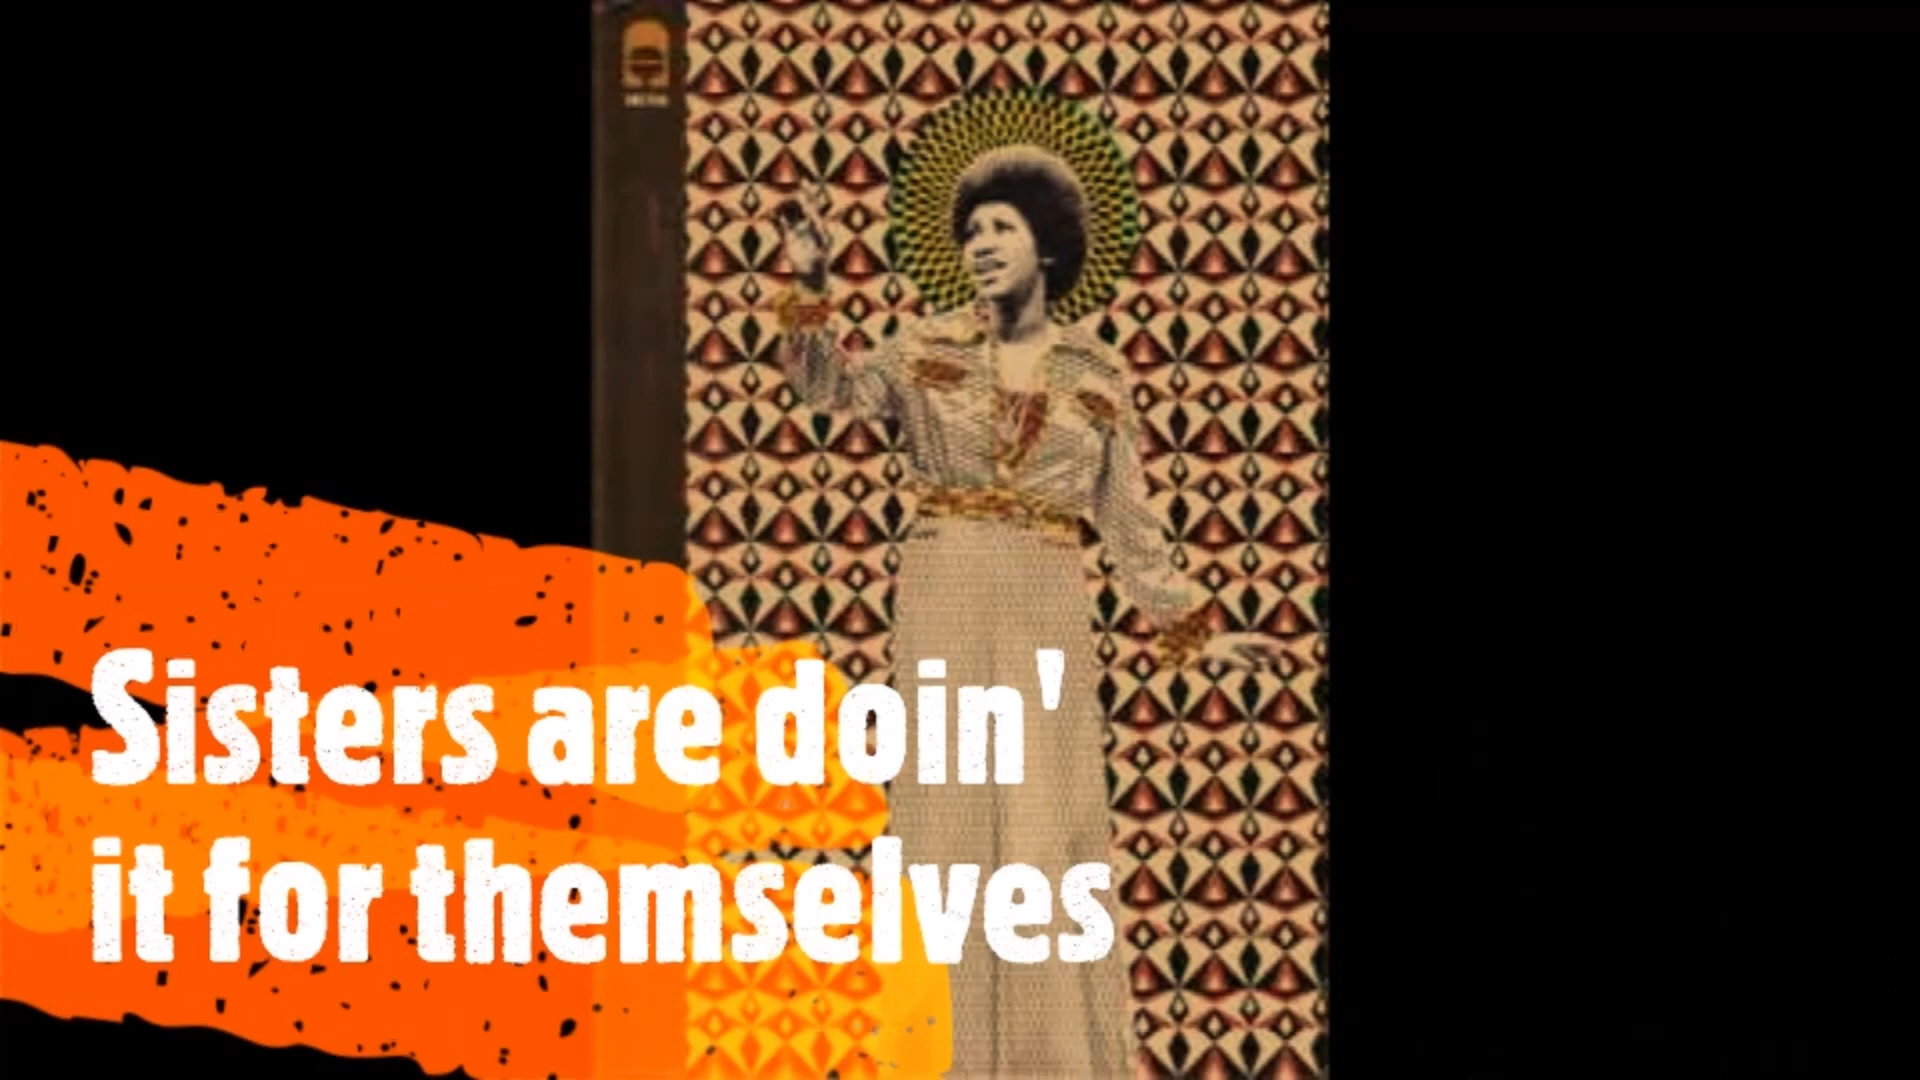 Sisters are doin'
it for themselves